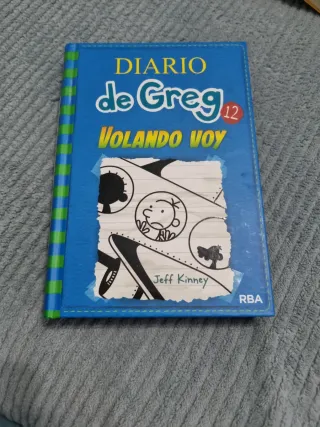 DIARIO
de Greg
12
VOLANDO VOY
Jeff Kinney
RBA